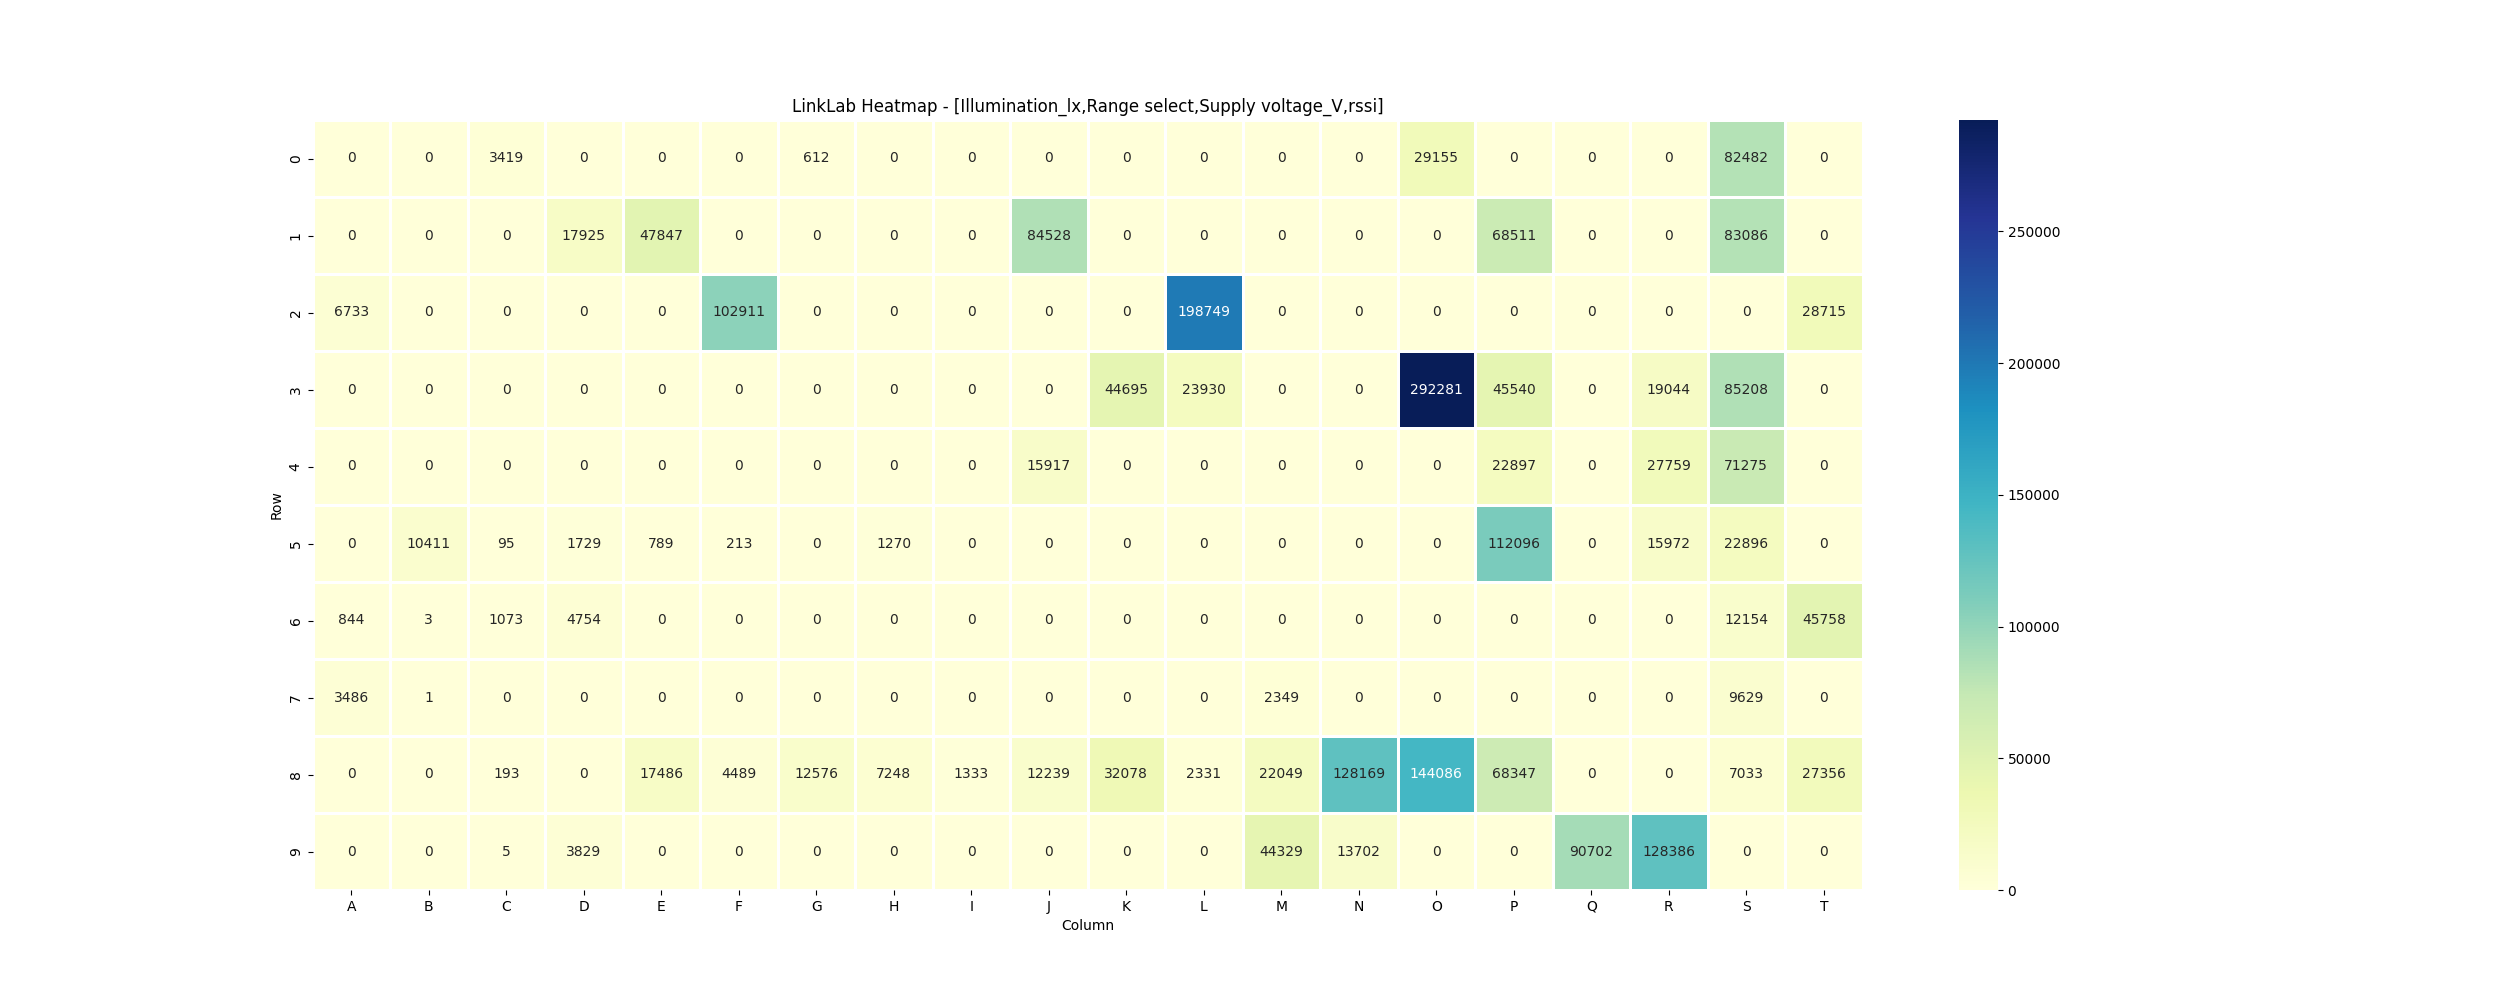 LinkLab Heatmap - [Illumination_lx,Range select,Supply voltage_V,rssi]
0 0 0 3419 0 0 0 612 0 0 0 0 0 0 0 29155 0 0 0 82482 0
1 0 0 0 17925 47847 0 0 0 0 84528 0 0 0 0 0 68511 0 0 83086 0
250000
2 6733 0 0 0 0 102911 0 0 0 0 0 198749 0 0 0 0 0 0 0 28715
200000
3 0 0 0 0 0 0 0 0 0 0 44695 23930 0 0 292281 45540 0 19044 85208 0
4 0 0 0 0 0 0 0 0 0 15917 0 0 0 0 0 22897 0 27759 71275 0
150000
Row
5 0 10411 95 1729 789 213 0 1270 0 0 0 0 0 0 0 112096 0 15972 22896 0
6 844 3 1073 4754 0 0 0 0 0 0 0 0 0 0 0 0 0 0 12154 45758
100000
7 3486 1 0 0 0 0 0 0 0 0 0 0 2349 0 0 0 0 0 9629 0
50000
8 0 0 193 0 17486 4489 12576 7248 1333 12239 32078 2331 22049 128169 144086 68347 0 0 7033 27356
9 0 0 5 3829 0 0 0 0 0 0 0 0 44329 13702 0 0 90702 128386 0 0
0
A B C D E F G H I J K L M N O P Q R S T
Column